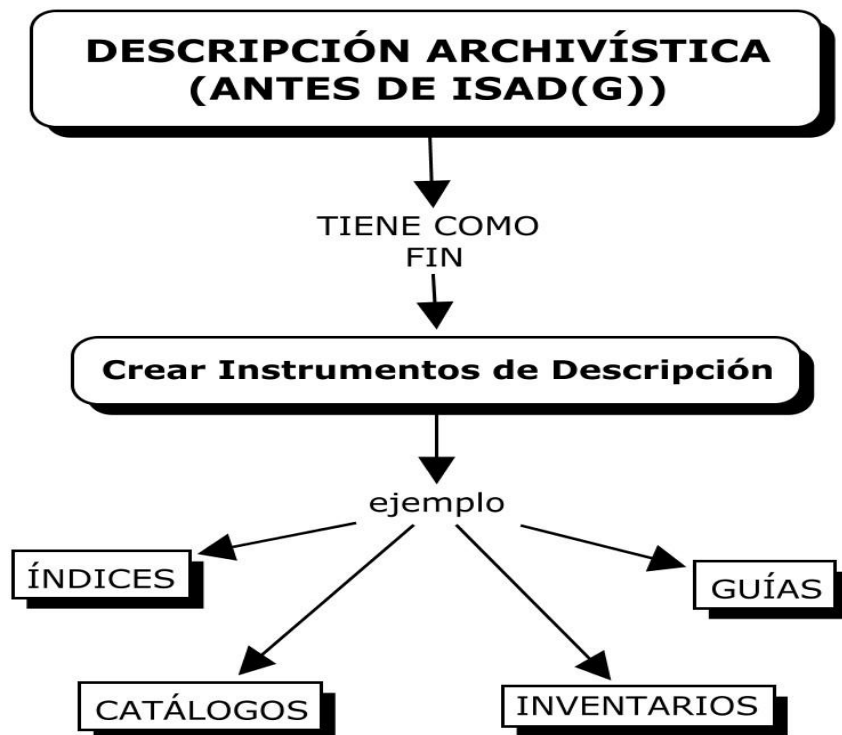 DESCRIPCIÓN ARCHIVÍSTICA
(ANTES DE ISAD(G))
TIENE COMO
FIN
Crear Instrumentos de Descripción
ejemplo
ÍNDICES
GUÍAS
CATÁLOGOS
INVENTARIOS